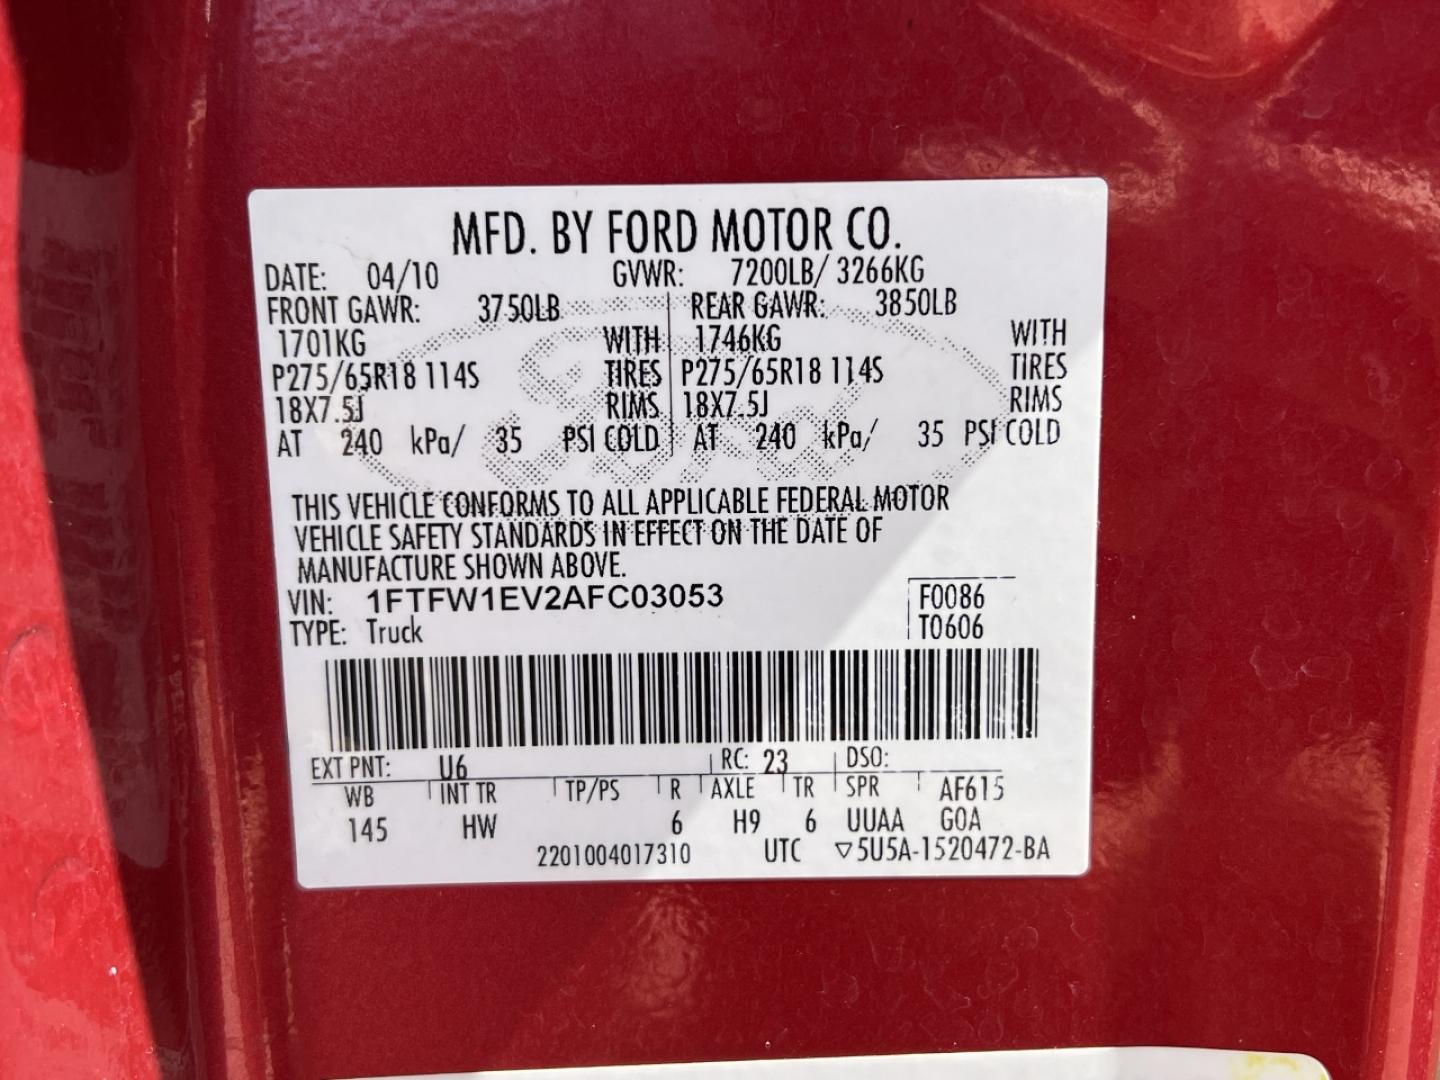 MFD. BY FORD MOTOR CO.
DATE: 04/10 GVWR: 7200LB/ 3266KG
FRONT GAWR: 3750LB REAR GAWR: 3850LB
1701KG WITH 1746KG WITH
P275/65R18 114S TIRES P275/65R18 114S TIRES
18X7.5J RIMS 18X7.5J RIMS
AT 240 kPa/ 35 PSI COLD AT 240 kPa/ 35 PSI COLD
THIS VEHICLE CONFORMS TO ALL APPLICABLE FEDERAL MOTOR
VEHICLE SAFETY STANDARDS IN EFFECT ON THE DATE OF
MANUFACTURE SHOWN ABOVE.
VIN: 1FTFW1EV2AFC03053 F0086
TYPE: Truck T0606
EXT PNT: U6 RC: 23 DSO:
WB INT TR TP/PS R AXLE TR SPR AF615
145 HW 6 H9 6 UUAA GOA
2201004017310 UTC ▽5U5A-1520472-BA
Ford